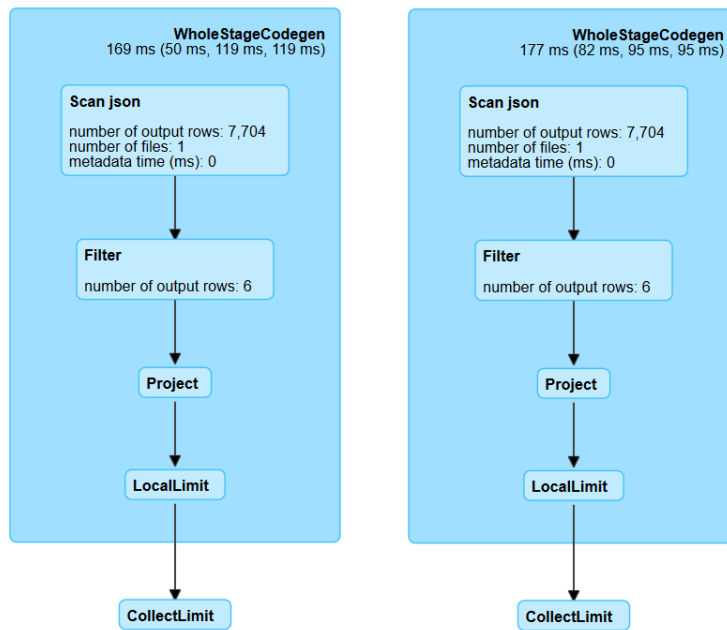 WholeStageCodegen
169 ms (50 ms, 119 ms, 119 ms)
Scan json
number of output rows: 7,704
number of files: 1
metadata time (ms): 0
Filter
number of output rows: 6
Project
LocalLimit
CollectLimit
WholeStageCodegen
177 ms (82 ms, 95 ms, 95 ms)
Scan json
number of output rows: 7,704
number of files: 1
metadata time (ms): 0
Filter
number of output rows: 6
Project
LocalLimit
CollectLimit